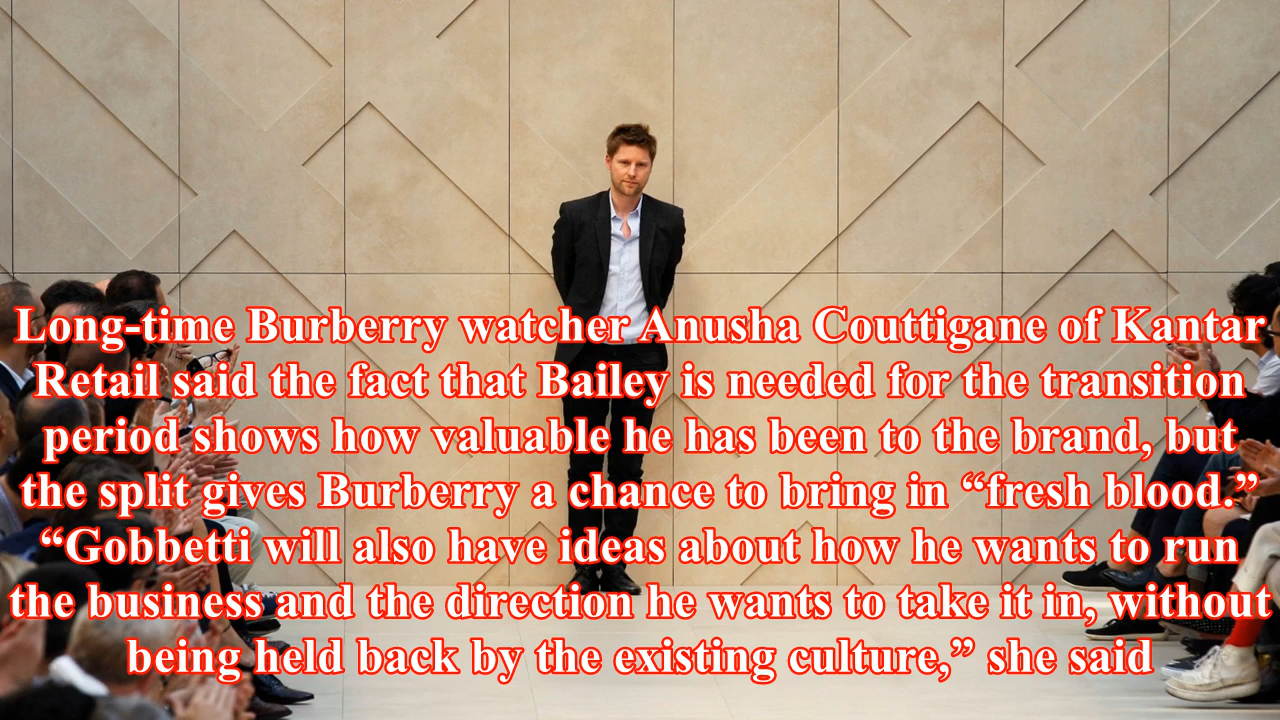 Long-time Burberry watcher Anusha Couttigane of Kantar
Retail said the fact that Bailey is needed for the transition
period shows how valuable he has been to the brand, but
the split gives Burberry a chance to bring in “fresh blood.”
“Gobbetti will also have ideas about how he wants to run
the business and the direction he wants to take it in, without
being held back by the existing culture,” she said